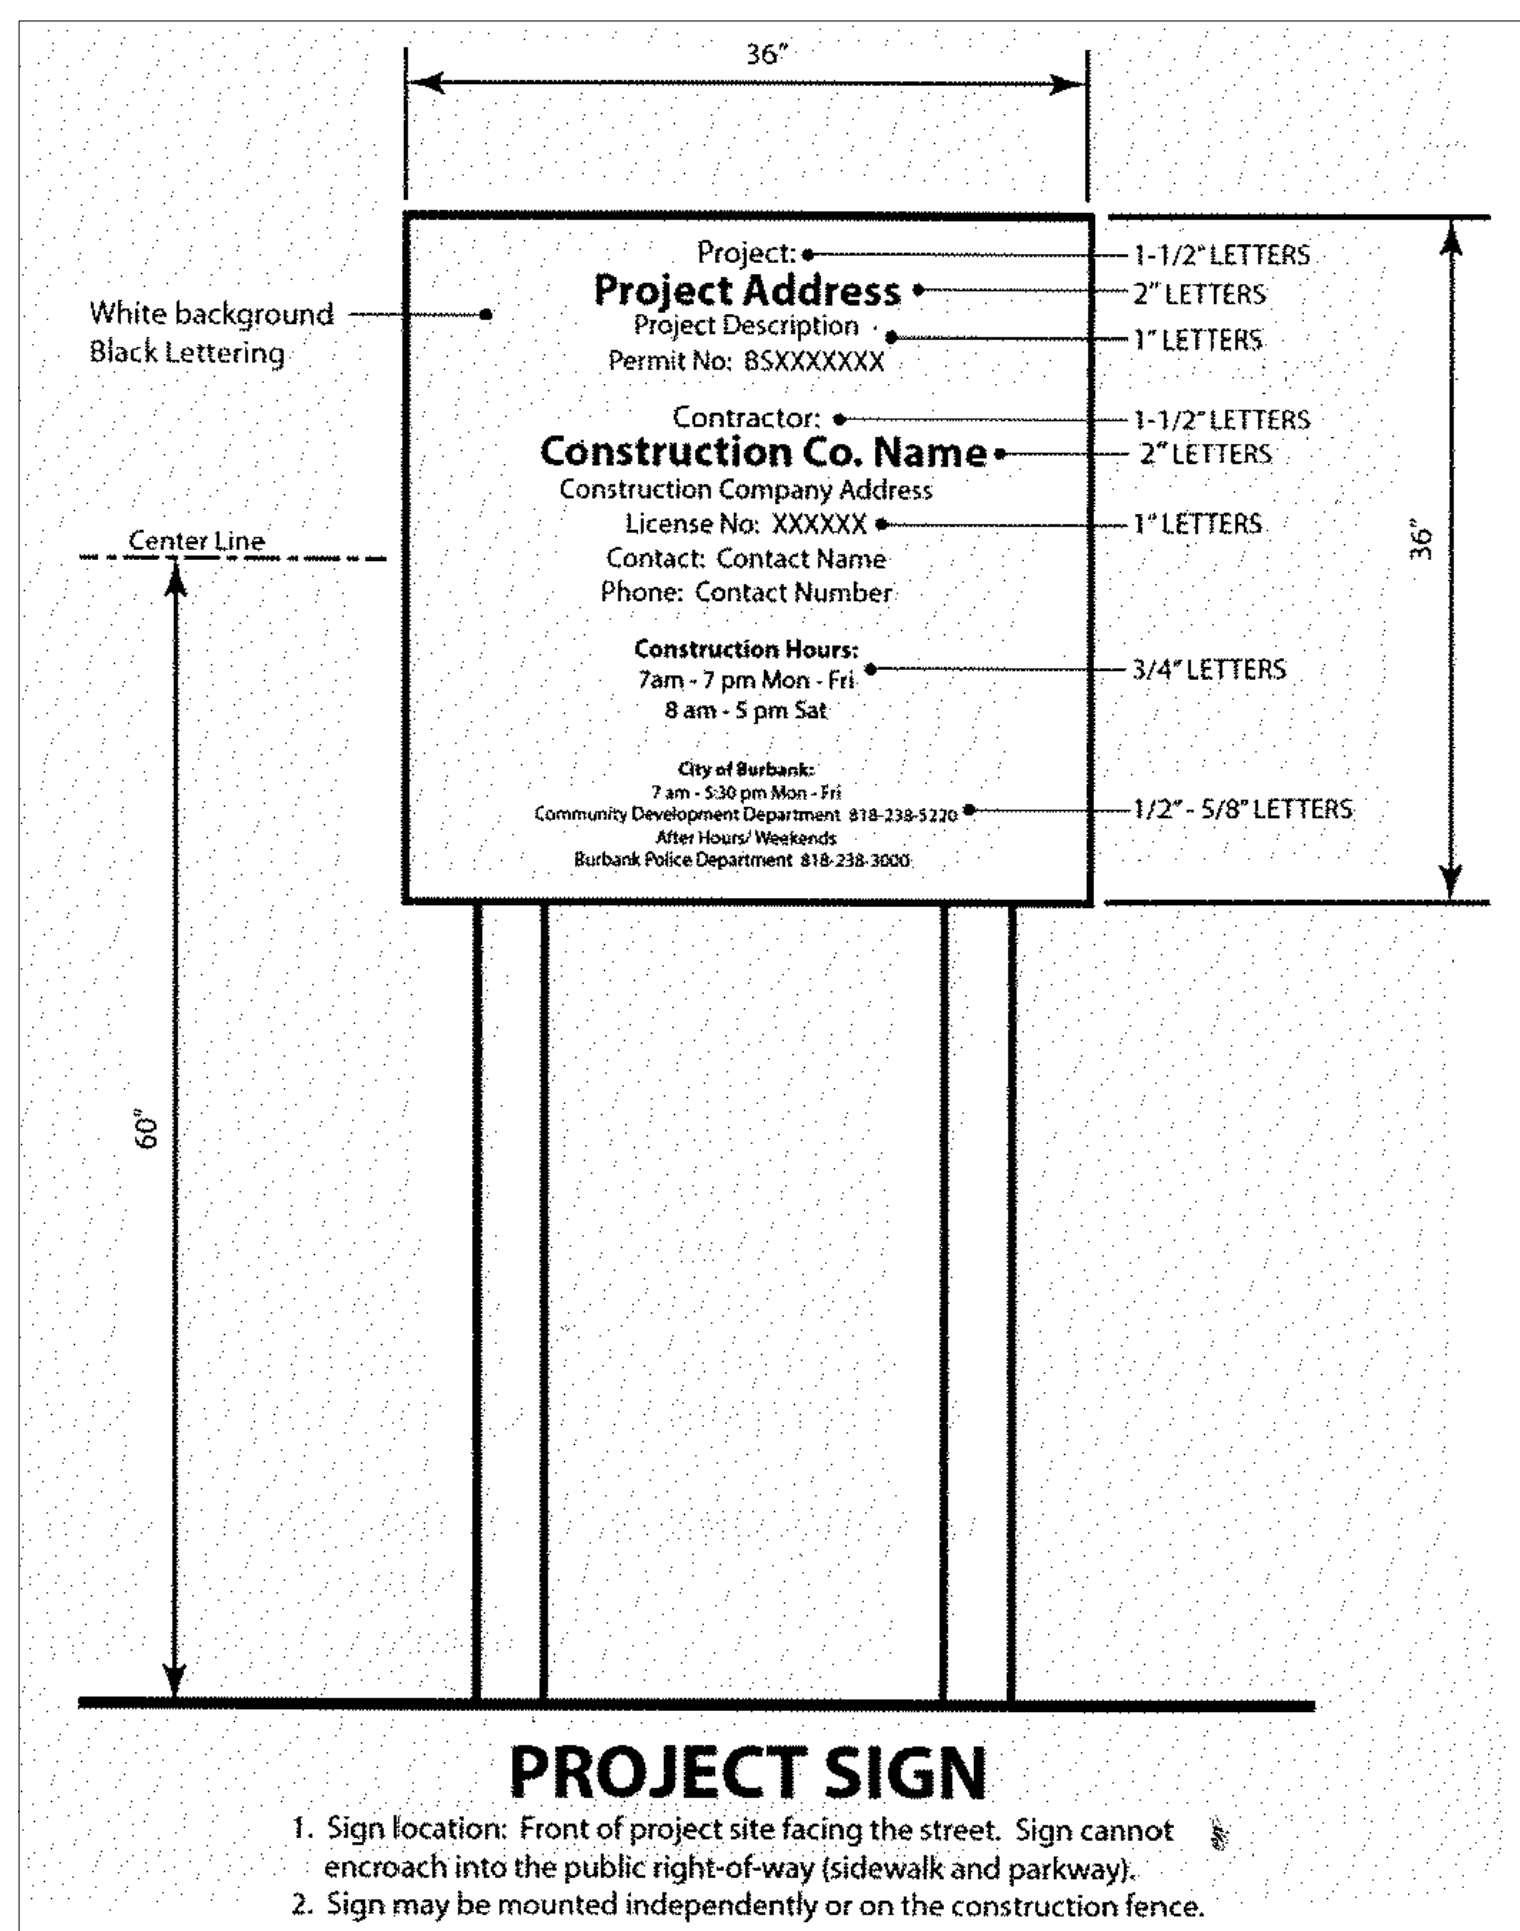 36"
Project:
1-1/2" LETTERS
Project Address
2" LETTERS
White background
Black Lettering
Project Description
1" LETTERS
Permit No: BSXXXXXXX
Contractor:
1-1/2" LETTERS
Construction Co. Name
2" LETTERS
Construction Company Address
License No: XXXXXX
1" LETTERS
Center Line
36"
Contact: Contact Name
Phone: Contact Number
Construction Hours:
7am - 7 pm Mon - Fri
3/4" LETTERS
8 am - 5 pm Sat
City of Burbank:
7 am - 5:30 pm Mon - Fri
Community Development Department 818-238-5220
1/2" - 5/8" LETTERS
After Hours/ Weekends
Burbank Police Department 818-238-3000
60"
PROJECT SIGN
1. Sign location: Front of project site facing the street. Sign cannot
encroach into the public right-of-way (sidewalk and parkway).
2. Sign may be mounted independently or on the construction fence.